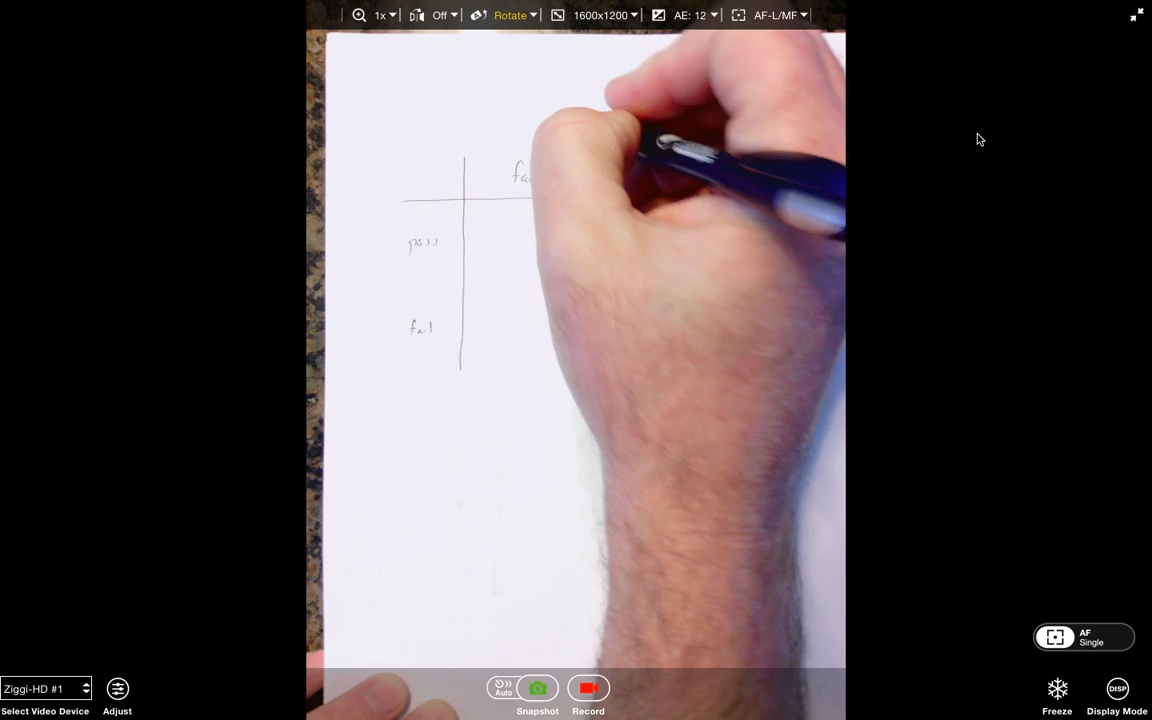 1x Off Rotate 1600x1200 AE: 12 AF-L/MF
pass
fail
AF
Single
Ziggi-HD #1 Auto
Select Video Device Adjust Snapshot Record Freeze DISP
Display Mode